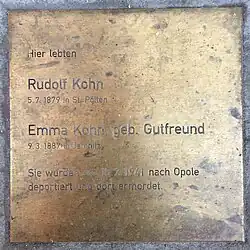 Hier lebten
Rudolf Kohn
5.7.1879 in St. Pölten
Emma Kohn geb. Gutfreund
9.3.1887
Sie wurden 1941 nach Opole
deportiert und dort ermordet.